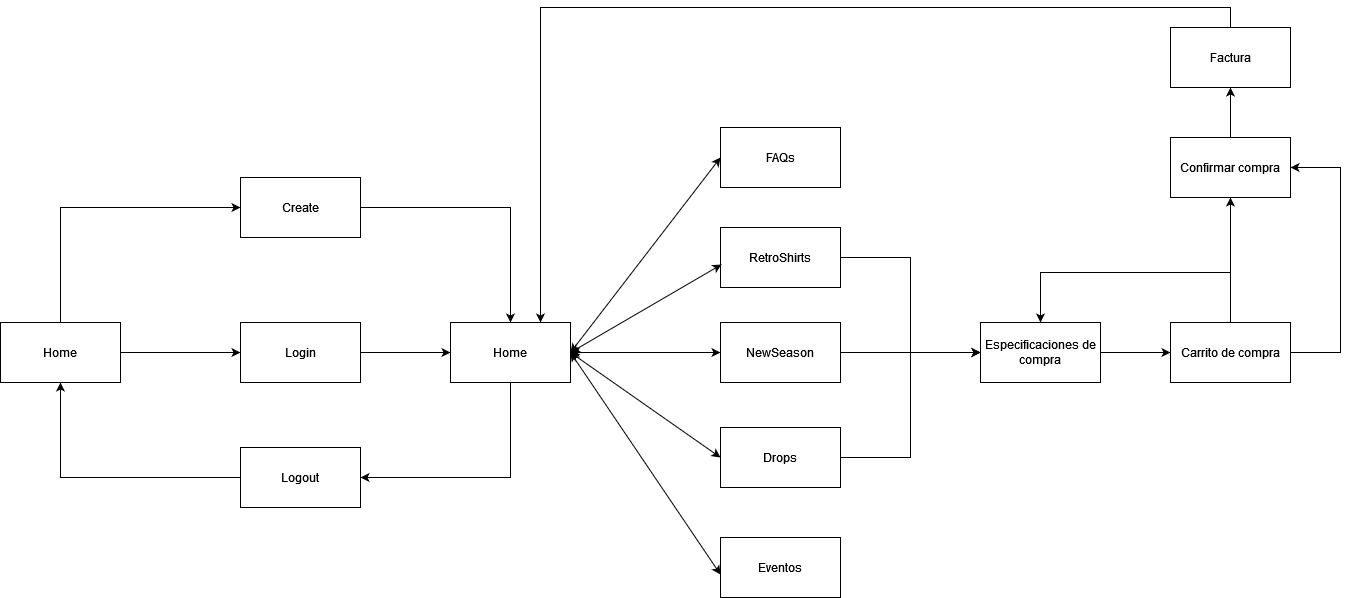 Factura
FAQs
Confirmar compra
Create
RetroShirts
Home
Login
Home
NewSeason
Especificaciones de
compra
Carrito de compra
Logout
Drops
Eventos